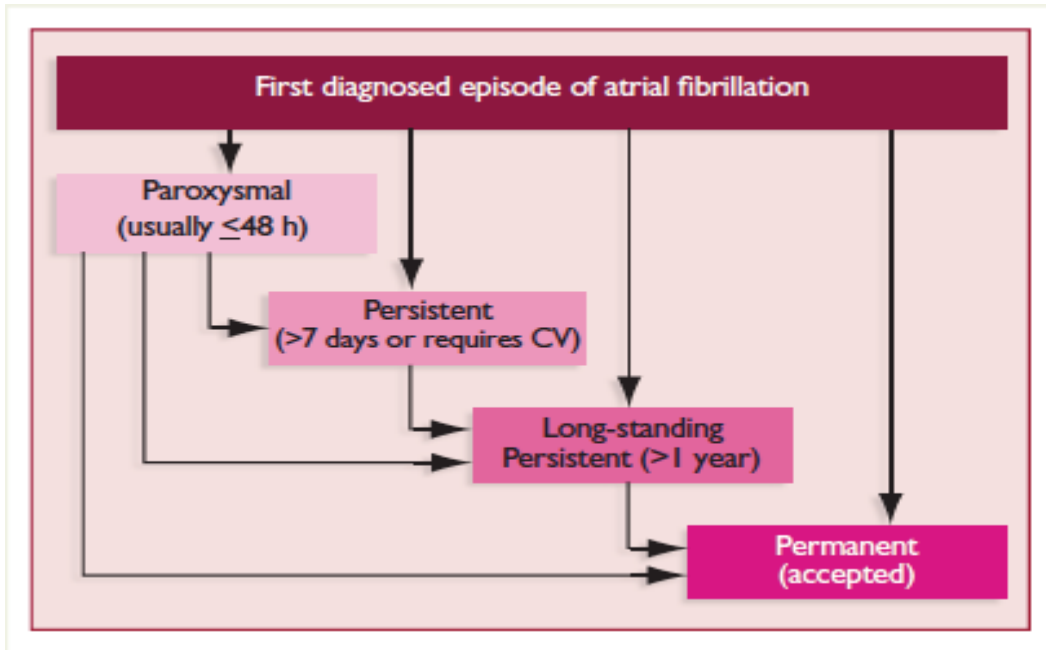 First diagnosed episode of atrial fibrillation
Paroxysmal
(usually ≤48 h)
Persistent
(>7 days or requires CV)
Long-standing
Persistent (>1 year)
Permanent
(accepted)